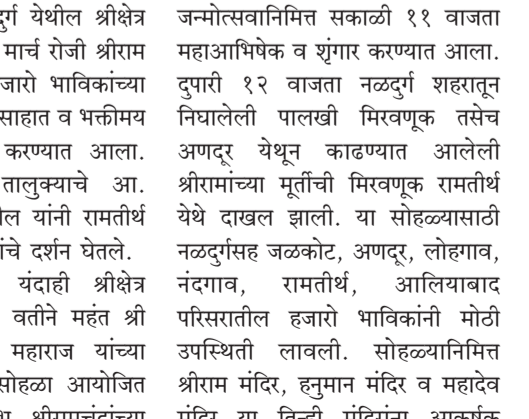 येथील श्रीक्षेत्र
मार्च रोजी श्रीराम
भाविकांच्या
व भक्तीमय
करण्यात आला.
तालुक्याचे आ.
यांनी रामतीर्थ
दर्शन घेतले.
यंदाही श्रीक्षेत्र
वतीने महंत श्री
महाराज यांच्या
सोहळा आयोजित
जन्मोत्सवानिमित्त सकाळी ११ वाजता
महाआभिषेक व शृंगार करण्यात आला.
दुपारी १२ वाजता नळदुर्ग शहरातून
निघालेली पालखी मिरवणूक तसेच
अणदूर येथून काढण्यात आलेली
श्रीरामांच्या मूर्तीची मिरवणूक रामतीर्थ
येथे दाखल झाली. या सोहळ्यासाठी
नळदुर्गसह जळकोट, अणदूर, लोहगाव,
नंदगाव, रामतीर्थ, आलियाबाद
परिसरातील हजारो भाविकांनी मोठी
उपस्थिती लावली. सोहळ्यानिमित्त
श्रीराम मंदिर, हनुमान मंदिर व महादेव